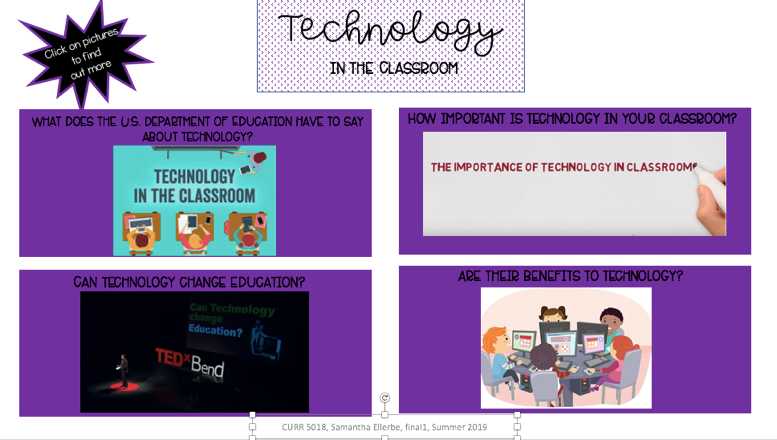 Click on pictures
to find
out more
Technology
IN THE CLASSROOM
WHAT DOES THE U.S. DEPARTMENT OF EDUCATION HAVE TO SAY
ABOUT TECHNOLOGY?
TECHNOLOGY
IN THE CLASSROOM
HOW IMPORTANT IS TECHNOLOGY IN YOUR CLASSROOM?
THE IMPORTANCE OF TECHNOLOGY IN CLASSROOMS
CAN TECHNOLOGY CHANGE EDUCATION?
Can Technology
change
Education?
TEDx
Bend
ARE THEIR BENEFITS TO TECHNOLOGY?
CURR 5018, Samantha Ellerbe, final1, Summer 2019